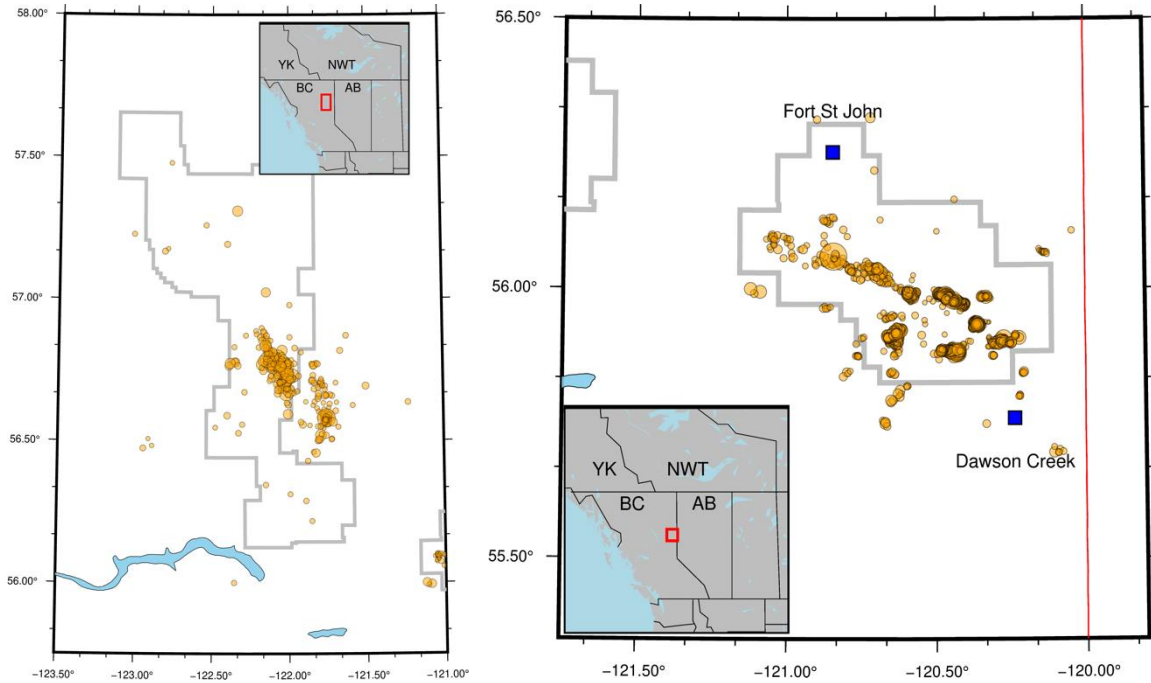 58.00°
57.50°
57.00°
56.50°
56.00°
−123.50°
−123.00°
−122.50°
−122.00°
−121.50°
−121.00°
YK
NWT
BC
AB
56.50°
56.00°
55.50°
−121.50°
−121.00°
−120.50°
−120.00°
Fort St John
Dawson Creek
YK
NWT
BC
AB